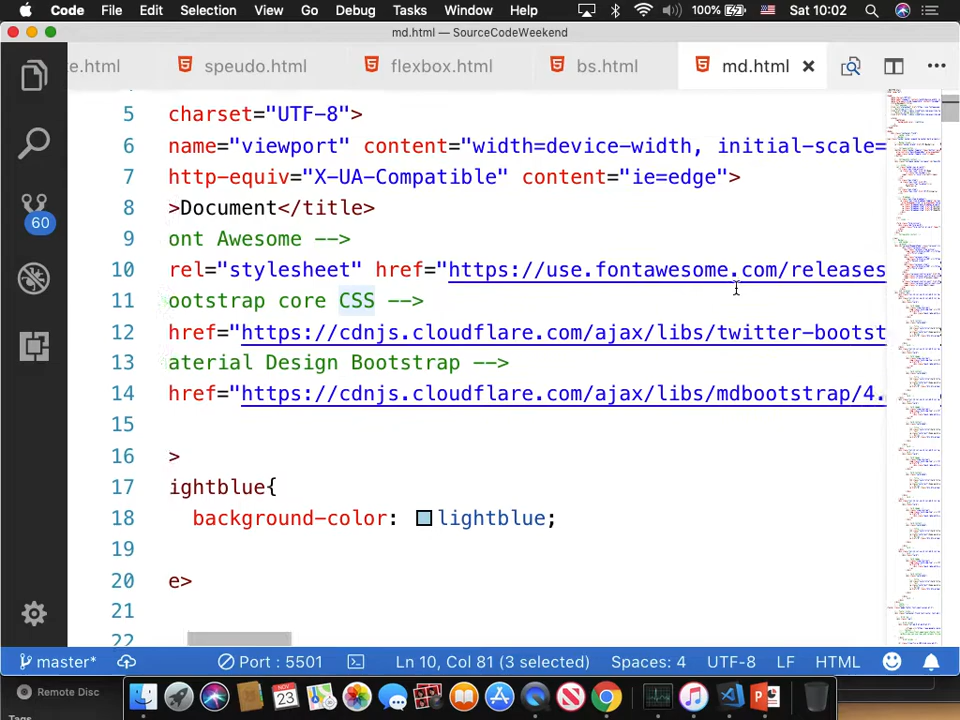 Code File Edit Selection View Go Debug Tasks Window Help 100% Sat 10:02
md.html — SourceCodeWeekend
e.html speudo.html flexbox.html bs.html md.html
5 charset="UTF-8">
6 name="viewport" content="width=device-width, initial-scale=
7 http-equiv="X-UA-Compatible" content="ie=edge">
8 >Document</title>
9 ont Awesome -->
10 rel="stylesheet" href="https://use.fontawesome.com/releases
11 ootstrap core CSS -->
12 href="https://cdnjs.cloudflare.com/ajax/libs/twitter-bootst
13 aterial Design Bootstrap -->
14 href="https://cdnjs.cloudflare.com/ajax/libs/mdbootstrap/4.
15
16 >
17 ightblue{
18 background-color: lightblue;
19
20 e>
21
22
60
master* Port : 5501 Ln 10, Col 81 (3 selected) Spaces: 4 UTF-8 LF HTML
Remote Disc
Tags
NOV
23